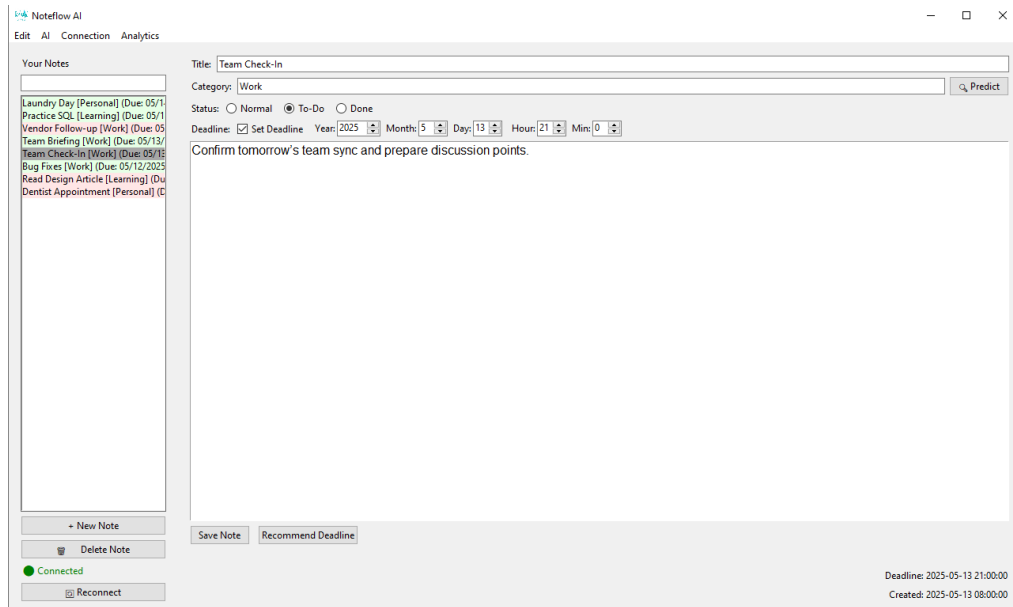 Noteflow AI
Edit AI Connection Analytics
Your Notes
Laundry Day [Personal] (Due: 05/1
Practice SQL [Learning] (Due: 05/1
Vendor Follow-up [Work] (Due: 05
Team Briefing [Work] (Due: 05/13/
Team Check-In [Work] (Due: 05/13
Bug Fixes [Work] (Due: 05/12/2025
Read Design Article [Learning] (Du
Dentist Appointment [Personal] (D
+ New Note
Delete Note
Connected
Reconnect
Title: Team Check-In
Category: Work Predict
Status: Normal To-Do Done
Deadline: Set Deadline Year: 2025 Month: 5 Day: 13 Hour: 21 Min: 0
Confirm tomorrow's team sync and prepare discussion points.
Save Note Recommend Deadline
Deadline: 2025-05-13 21:00:00
Created: 2025-05-13 08:00:00